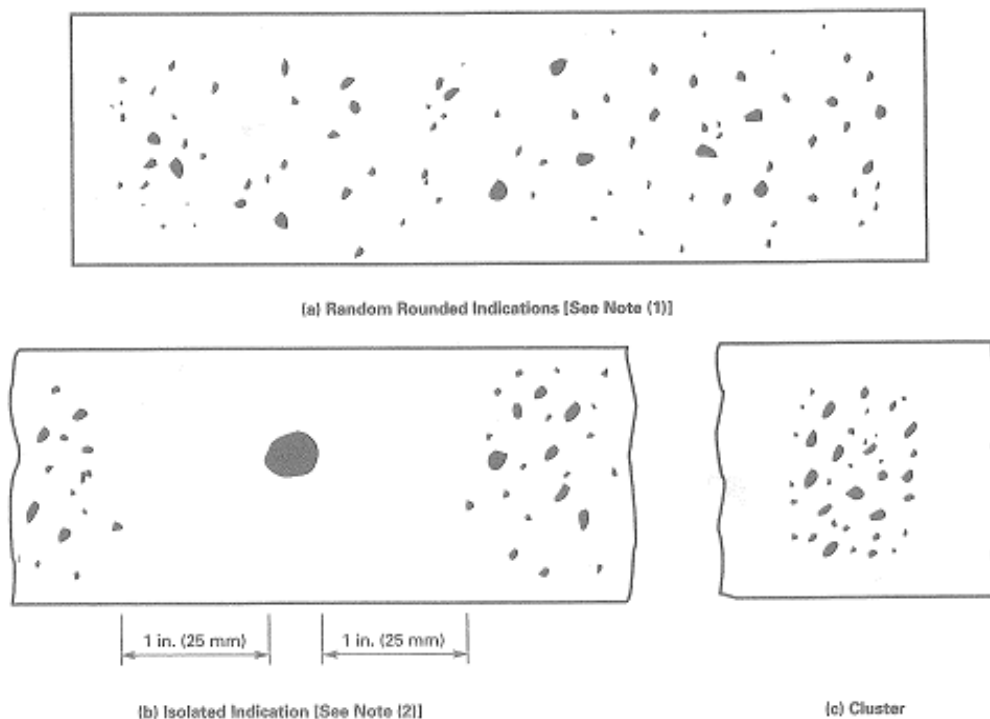 (a) Random Rounded Indications [See Note (1)]
1 in. (25 mm)
1 in. (25 mm)
(b) Isolated Indication [See Note (2)]
(c) Cluster